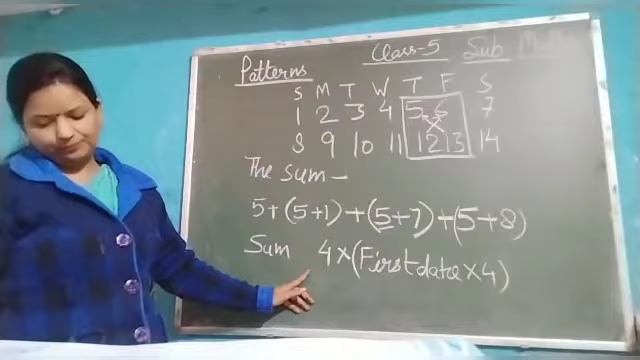 Class-5 Sub Maths
Patterns
S M T W T F S
1 2 3 4 5 6 7
8 9 10 11 12 13 14
The sum -
5+(5+1)+(5+7)+(5+8)
Sum 4×(First date×4)